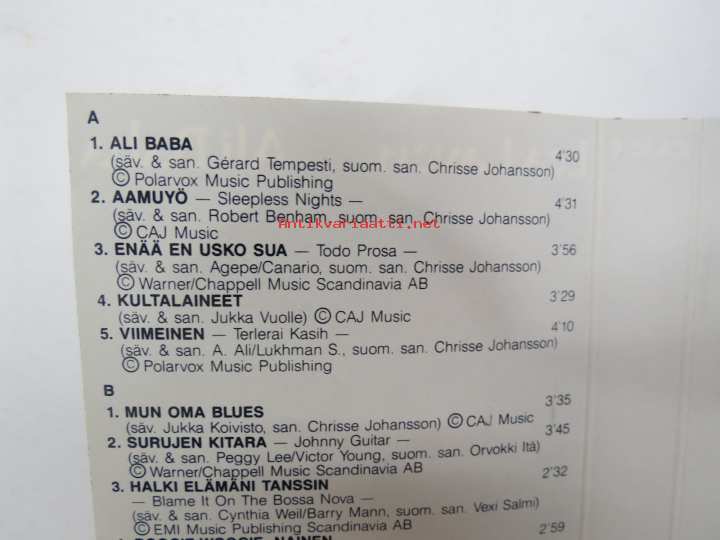 A
1. ALI BABA 4'30
(säv. & san. Gérard Tempesti, suom. san. Chrisse Johansson)
© Polarvox Music Publishing
2. AAMUYÖ — Sleepless Nights — 4'31
(säv. & san. Robert Benham, suom. san. Chrisse Johansson)
© CAJ Music
Antikvariaatti.net
3. ENÄÄ EN USKO SUA — Todo Prosa — 3'56
(säv. & san. Agepe/Canario, suom. san. Chrisse Johansson)
© Warner/Chappell Music Scandinavia AB
4. KULTALAINEET 3'29
(säv. & san. Jukka Vuolle) © CAJ Music
5. VIIMEINEN — Terlerai Kasih — 4'10
(säv. & san. A. Ali/Lukhman S., suom. san. Chrisse Johansson)
© Polarvox Music Publishing
B
1. MUN OMA BLUES 3'35
(säv. Jukka Koivisto, san. Chrisse Johansson) © CAJ Music
2. SURUJEN KITARA — Johnny Guitar — 3'45
(säv. & san. Peggy Lee/Victor Young, suom. san. Orvokki Itä)
© Warner/Chappell Music Scandinavia AB
3. HALKI ELÄMÄNI TANSSIN 2'32
— Blame It On The Bossa Nova —
(säv. & san. Cynthia Weil/Barry Mann, suom. san. Vexi Salmi)
© EMI Music Publishing Scandinavia AB
2'59